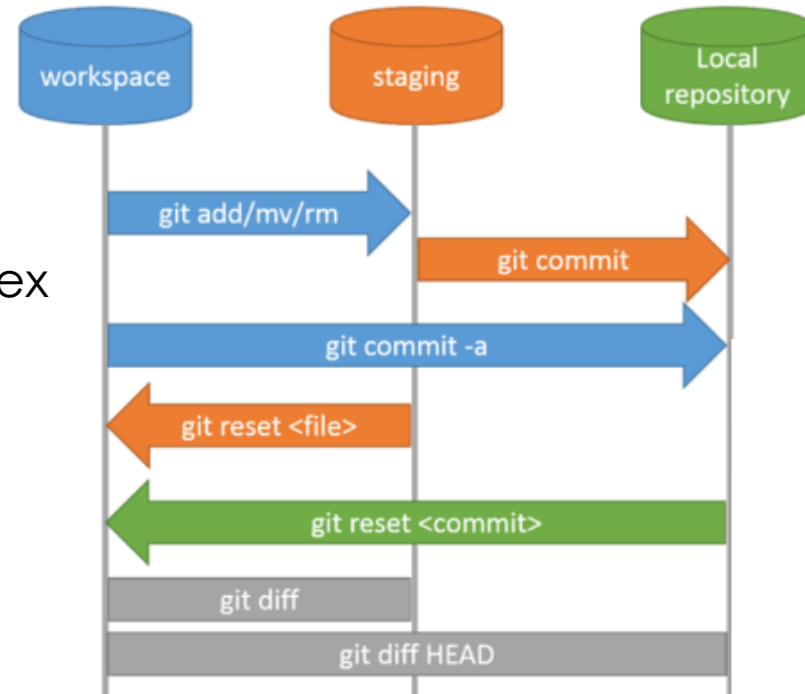 workspace
staging
Local
repository
git add/mv/rm
git commit
ex
git commit -a
git reset <file>
git reset <commit>
git diff
git diff HEAD